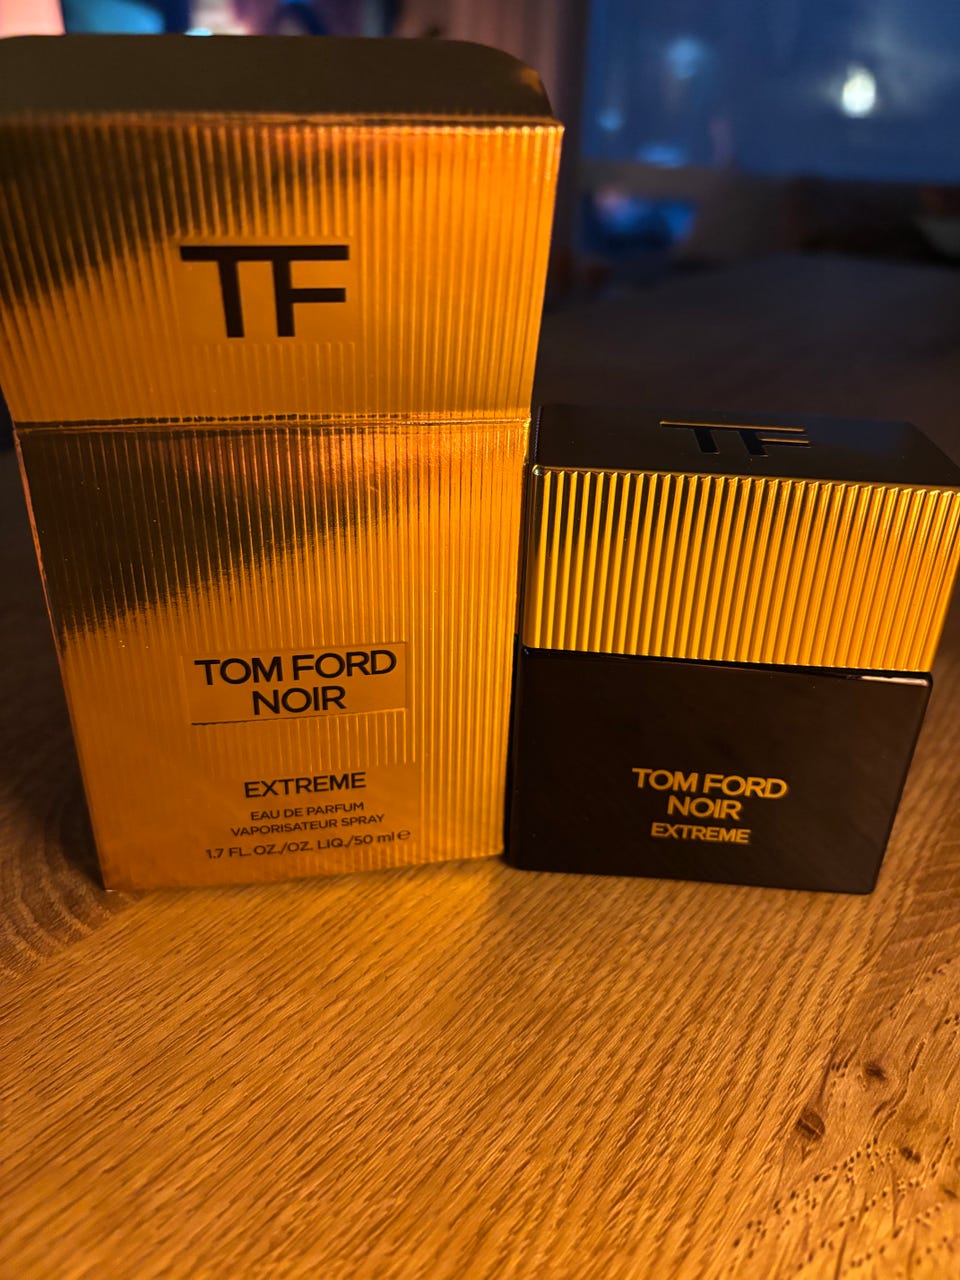 TF
TOM FORD
NOIR
EXTREME
EAU DE PARFUM
VAPORISATEUR SPRAY
1.7 FL. OZ./OZ. LIQ./50 ml ℮
TF
TOM FORD
NOIR
EXTREME